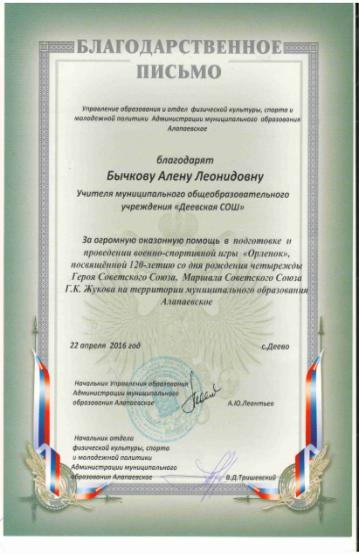 БЛАГОДАРСТВЕННОЕ
ПИСЬМО
Управление образования и отдел физической культуры, спорта и
молодежной политики Администрации муниципального образования
Алапаевское
благодарят
Бычкову Алену Леонидовну
Учителя муниципального общеобразовательного
учреждения «Деевская СОШ»
За огромную оказанную помощь в подготовке и
проведении военно-спортивной игры «Орленок»,
посвящённой 120-летию со дня рождения четырежды
Героя Советского Союза, Маршала Советского Союза
Г.К. Жукова на территории муниципального образования
Алапаевское
22 апреля 2016 год
с.Деево
Начальник Управления образования
Администрации муниципального
образования Алапаевское
А.Ю.Леонтьев
Начальник отдела
физической культуры, спорта
и молодежной политики
Администрации муниципального
образования Алапаевское
В.Д.Тришевский